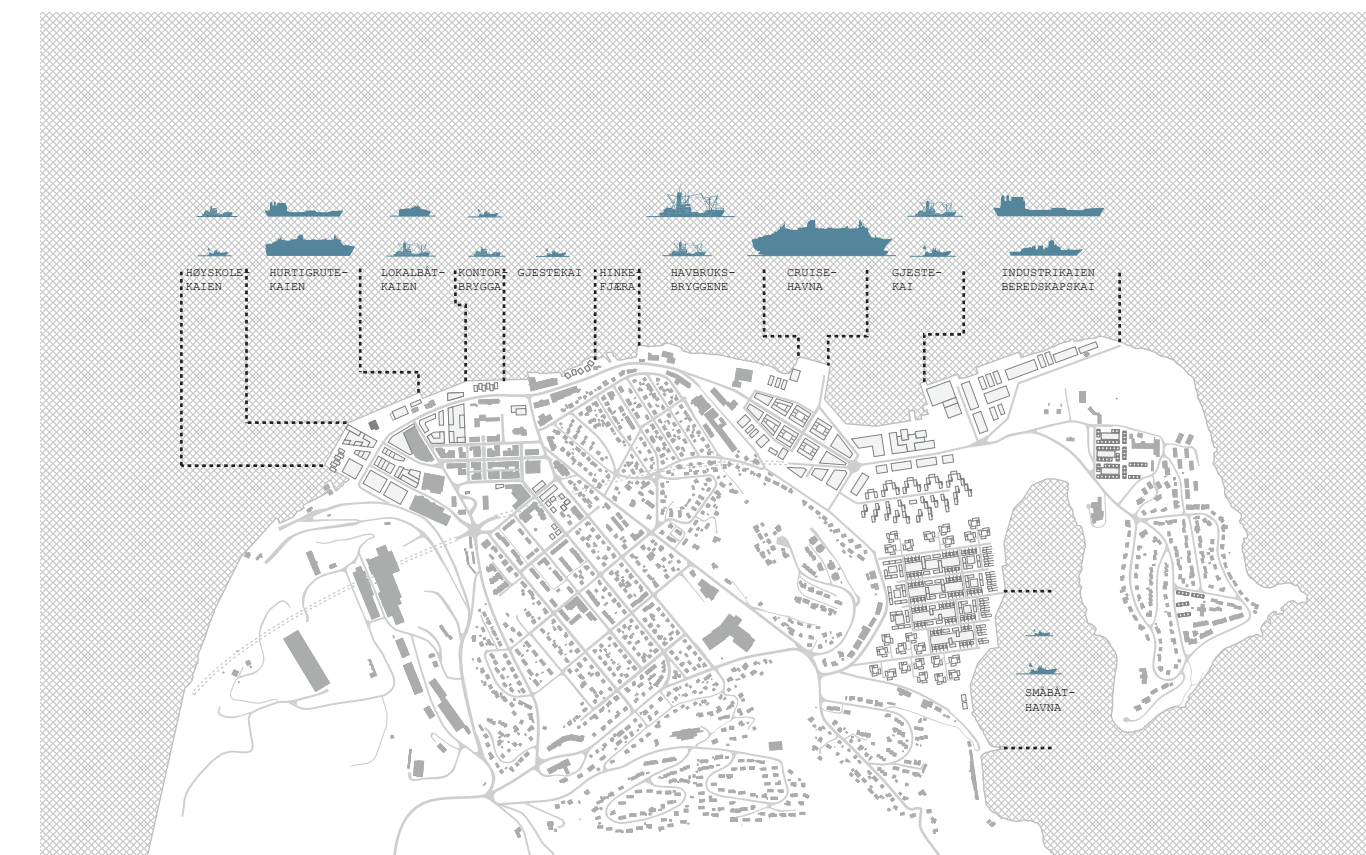 HØYSKOLE-
KAIEN
HURTIGRUTE-
KAIEN
LOKALBÅT-
KAIEN
KONTOR-
BRYGGA
GJESTEKAI
HINKE-
FJÆRA
HAVBRUKS-
BRYGGENE
CRUISE-
HAVNA
GJESTE-
KAI
INDUSTRIKAIEN
BEREDSKAPSKAI
SMÅBÅT-
HAVNA